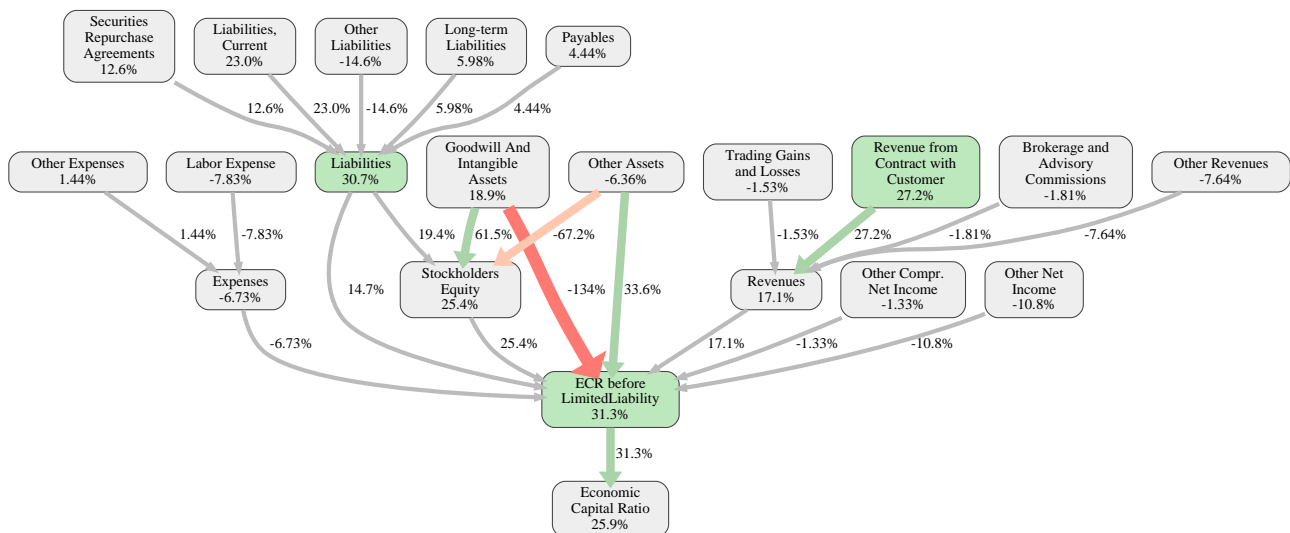 Securities
Repurchase
Agreements
12.6%
Liabilities,
Current
23.0%
Other
Liabilities
-14.6%
Long-term
Liabilities
5.98%
Payables
4.44%
12.6%
23.0%
-14.6%
5.98%
4.44%
Other Expenses
1.44%
Labor Expense
-7.83%
Liabilities
30.7%
Goodwill And
Intangible
Assets
18.9%
Other Assets
-6.36%
Trading Gains
and Losses
-1.53%
Revenue from
Contract with
Customer
27.2%
Brokerage and
Advisory
Commissions
-1.81%
Other Revenues
-7.64%
1.44%
-7.83%
19.4%
61.5%
-67.2%
-1.53%
27.2%
-1.81%
-7.64%
Expenses
-6.73%
14.7%
Stockholders
Equity
25.4%
-134%
33.6%
Revenues
17.1%
Other Compr.
Net Income
-1.33%
Other Net
Income
-10.8%
-6.73%
25.4%
17.1%
-1.33%
-10.8%
ECR before
LimitedLiability
31.3%
31.3%
Economic
Capital Ratio
25.9%